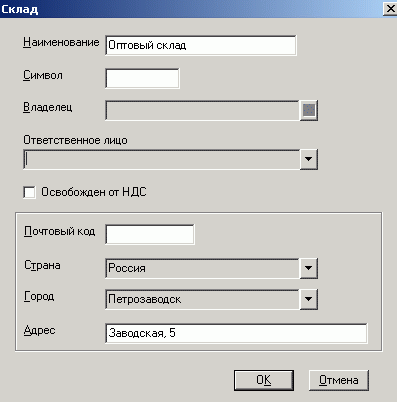 Склад
Наименование Оптовый склад
Символ
Владелец
Ответственное лицо
Освобожден от НДС
Почтовый код
Страна Россия
Город Петрозаводск
Адрес Заводская, 5
OK Отмена